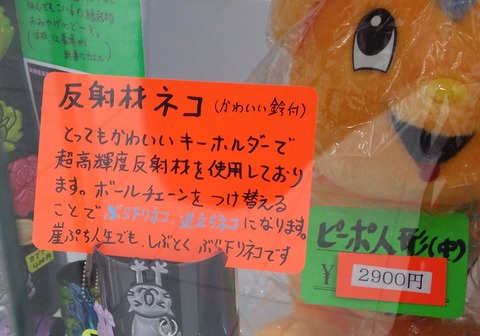 反射材ネコ(かわいい鈴付)
とってもかわいいキーホルダーで
超高輝度反射材を使用しており
ます。ボールチェーンをつけ替える
ことでぶら下りネコ、逆立ちネコになります。
崖ぷち人生でも、しぶとくぶら下りネコです
ピーポ人形(中)
¥ 2900円